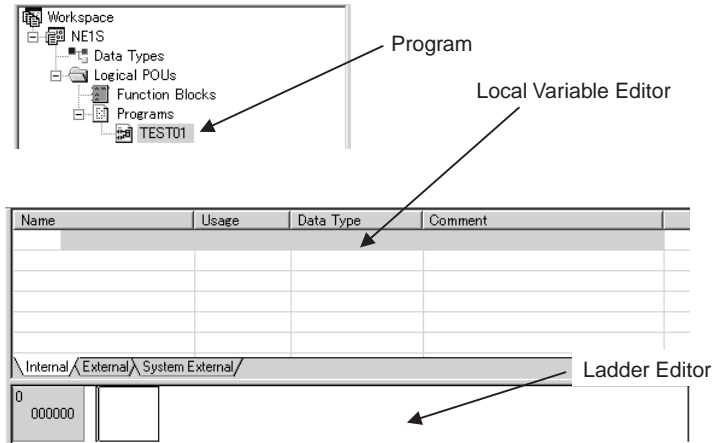 Workspace
NE1S
Data Types
Logical POUs
Function Blocks
Programs
TEST01
Program
Local Variable Editor
Name Usage Data Type Comment
Internal External System External
Ladder Editor
0
000000